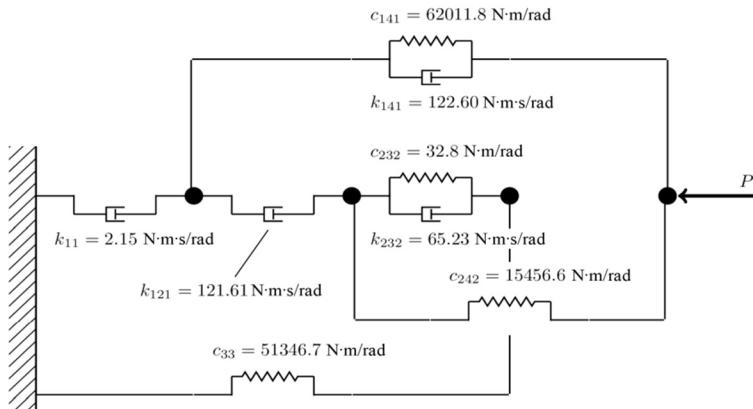 c₁₄₁ = 62011.8 N·m/rad
k₁₄₁ = 122.60 N·m·s/rad
c₂₃₂ = 32.8 N·m/rad
P
k₁₁ = 2.15 N·m·s/rad
k₂₃₂ = 65.23 N·m·s/rad
c₂₄₂ = 15456.6 N·m/rad
k₁₂₁ = 121.61 N·m·s/rad
c₃₃ = 51346.7 N·m/rad